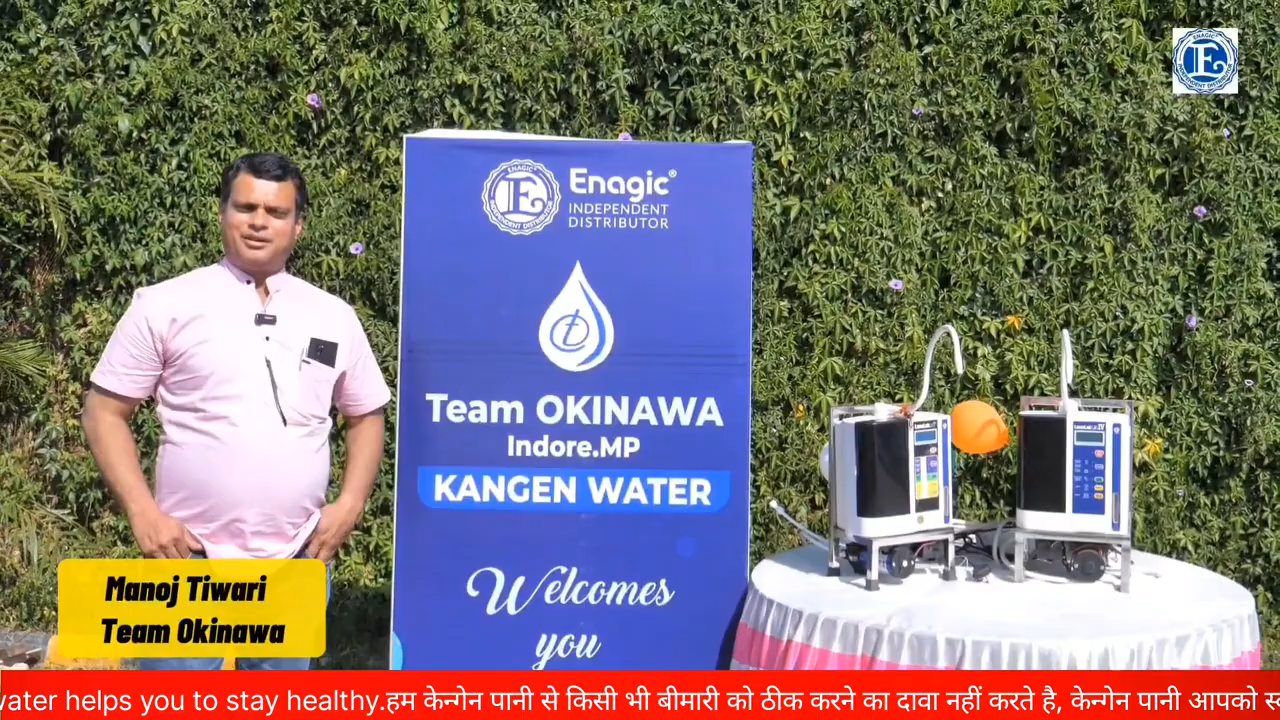 Enagic®
INDEPENDENT
DISTRIBUTOR
Team OKINAWA
Indore.MP
KANGEN WATER
Welcomes
you
Manoj Tiwari
Team Okinawa
water helps you to stay healthy.हम केन्गेन पानी से किसी भी बीमारी को ठीक करने का दावा नहीं करते है, केन्गेन पानी आपको